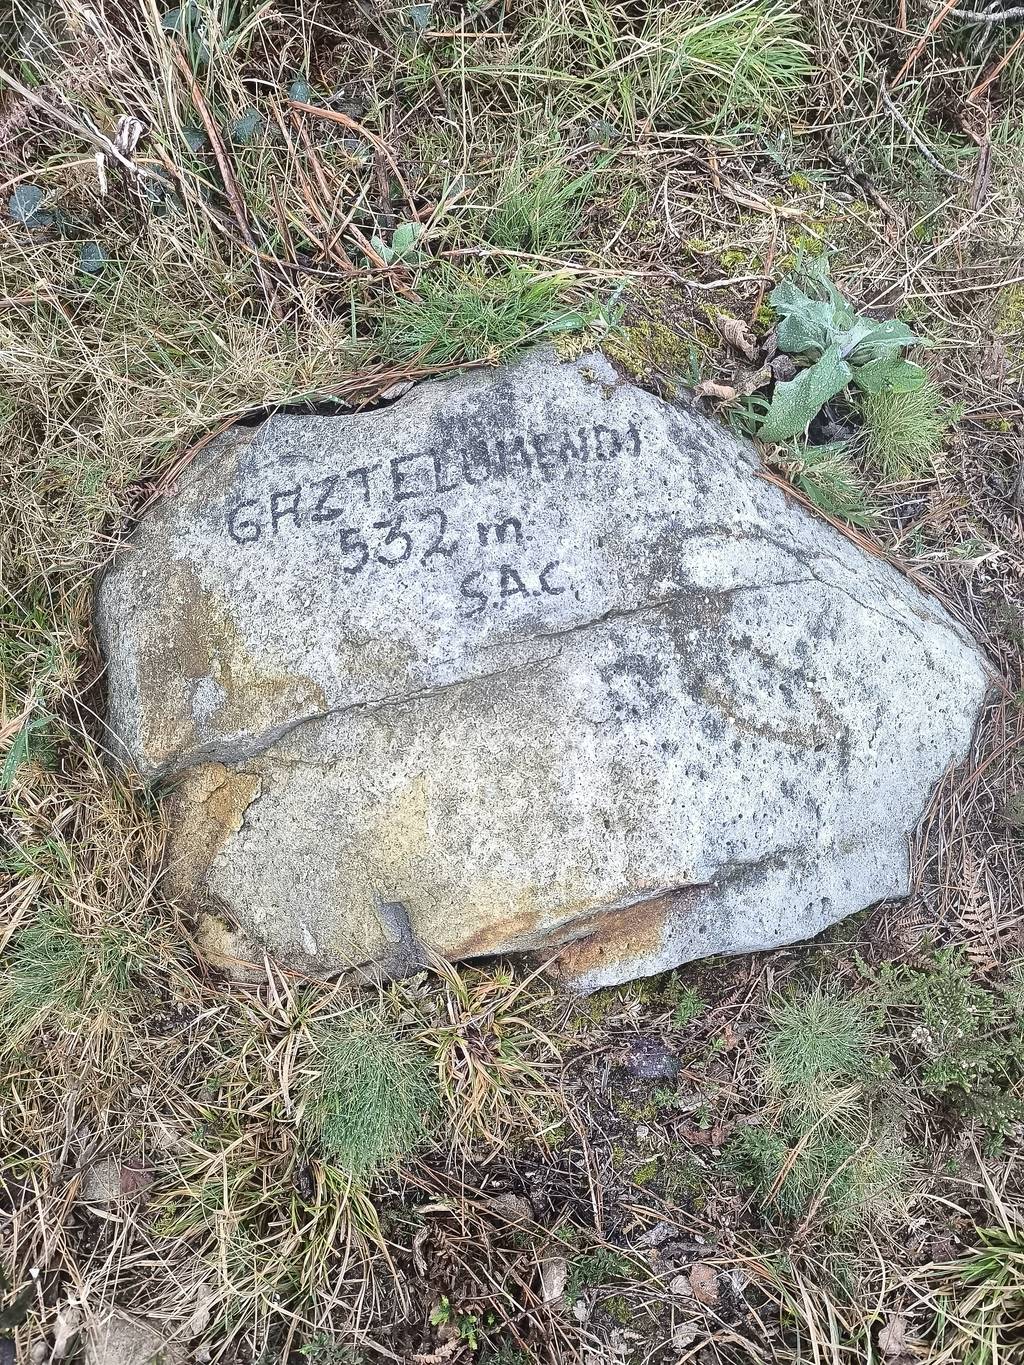 GAZTELUMENDI
532 m.
S.A.C.